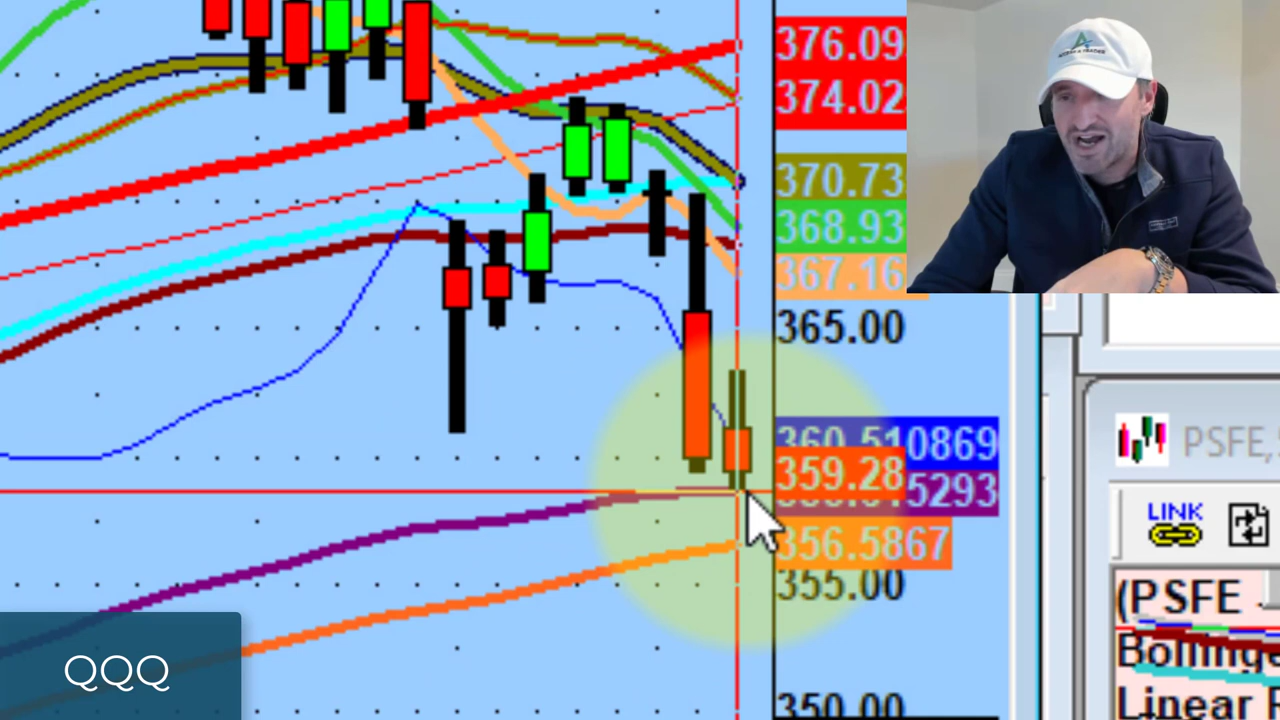 376.09
374.02
370.73
368.93
367.16
365.00
360.510869
359.28
5293
356.5867
355.00
350.00
PSFE,
LINK
(PSFE
Bollinge
Linear
QQQ